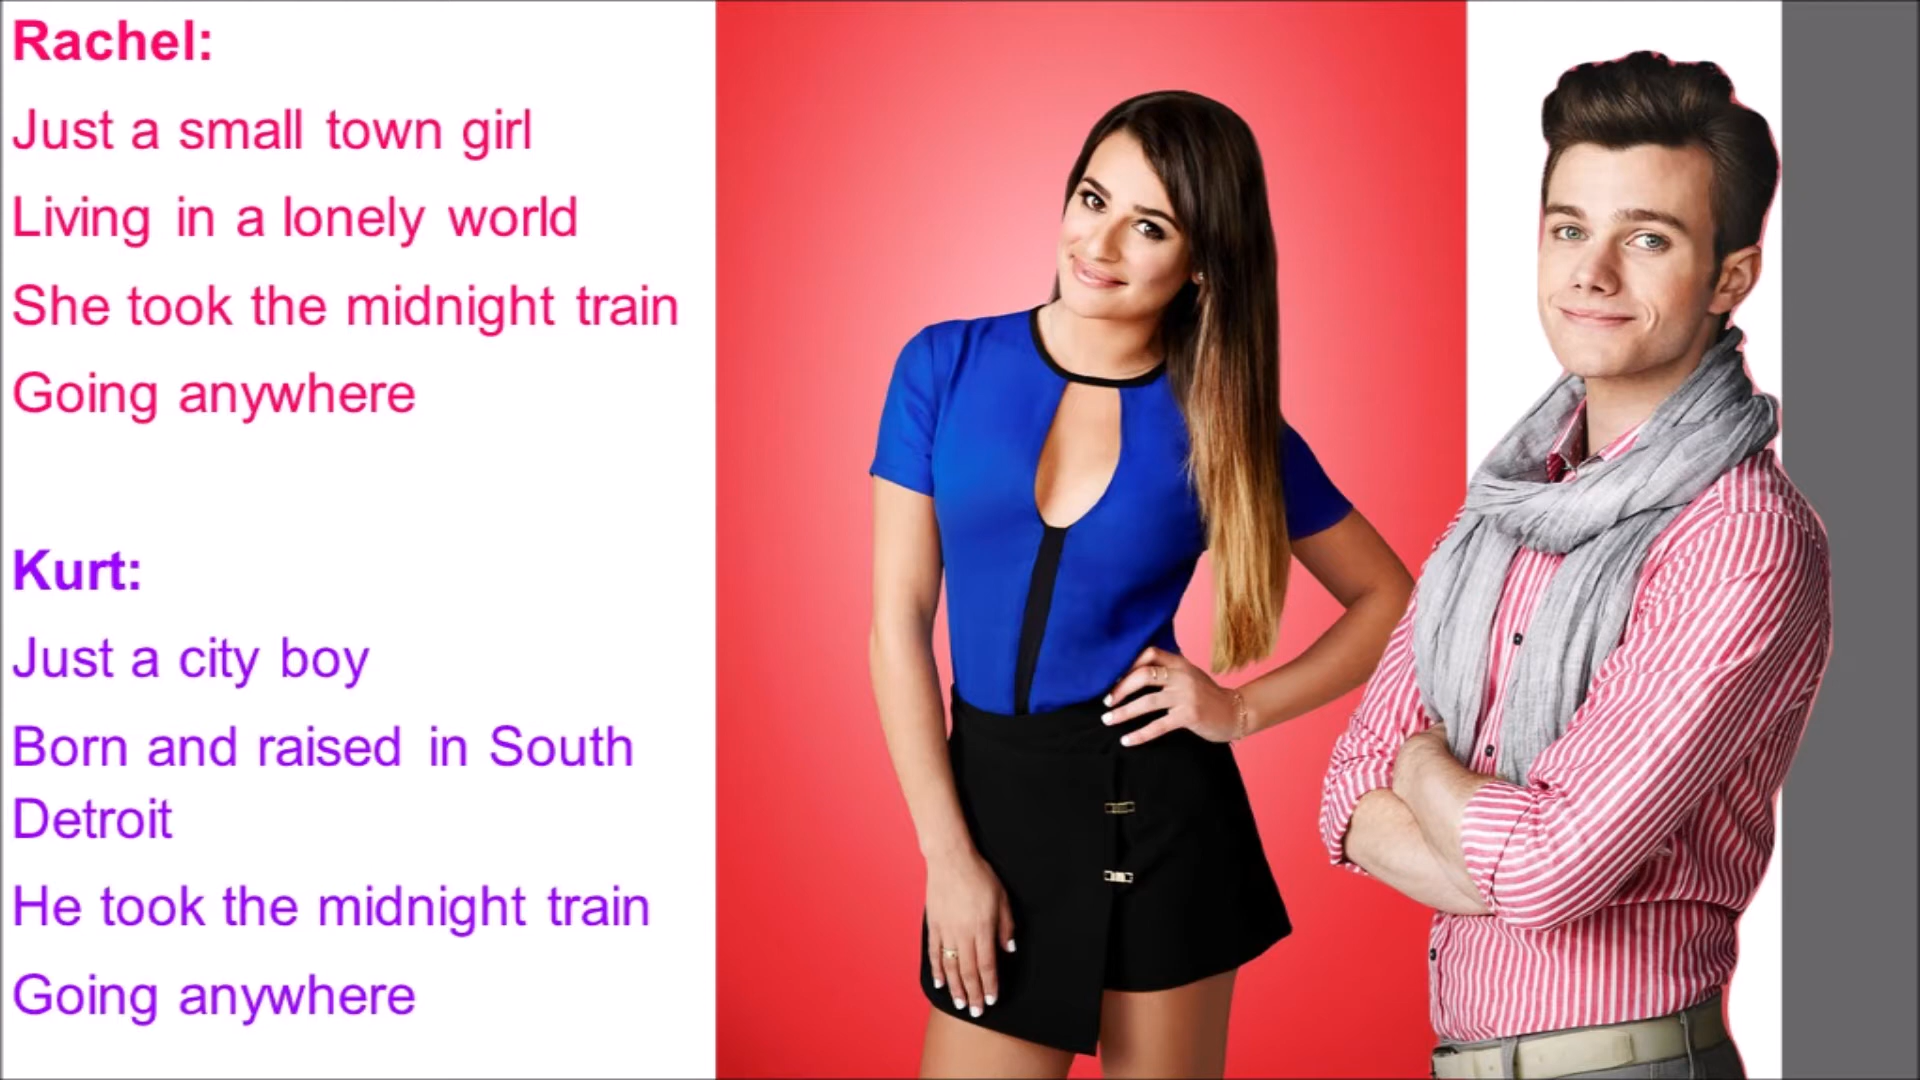 Rachel:
Just a small town girl
Living in a lonely world
She took the midnight train
Going anywhere
Kurt:
Just a city boy
Born and raised in South
Detroit
He took the midnight train
Going anywhere